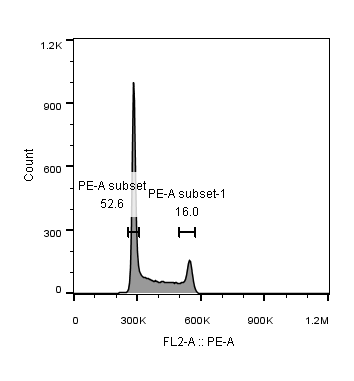 1.2K
900
600
300
0
Count
PE-A subset
52.6
PE-A subset-1
16.0
0 300K 600K 900K 1.2M
FL2-A :: PE-A